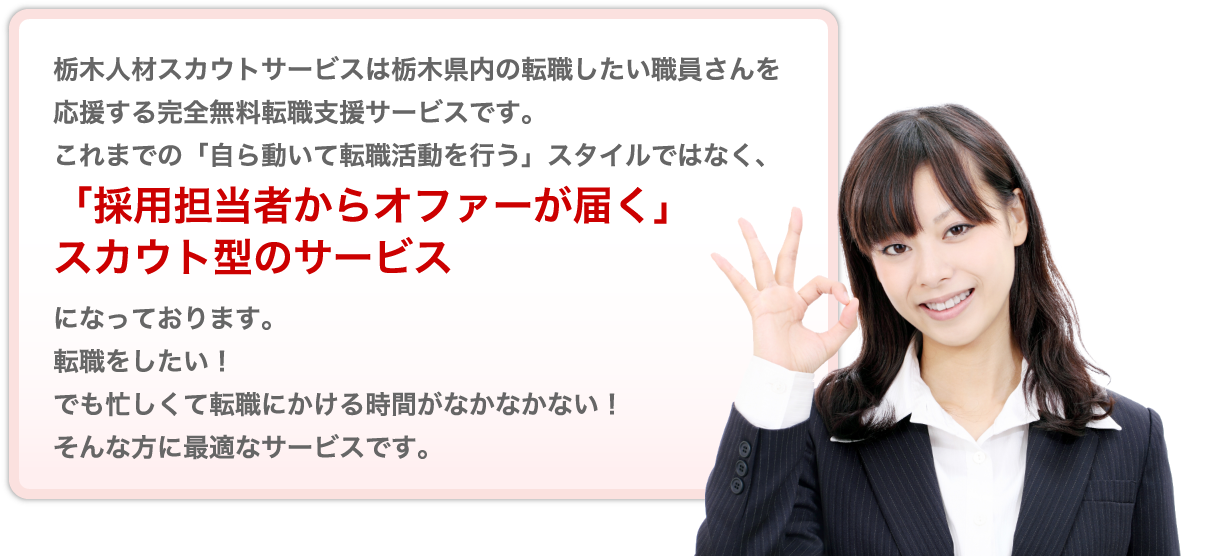 栃木人材スカウトサービスは栃木県内の転職したい職員さんを
応援する完全無料転職支援サービスです。
これまでの「自ら動いて転職活動を行う」スタイルではなく、
「採用担当者からオファーが届く」
スカウト型のサービス
になっております。
転職をしたい！
でも忙しくて転職にかける時間がなかなかない！
そんな方に最適なサービスです。